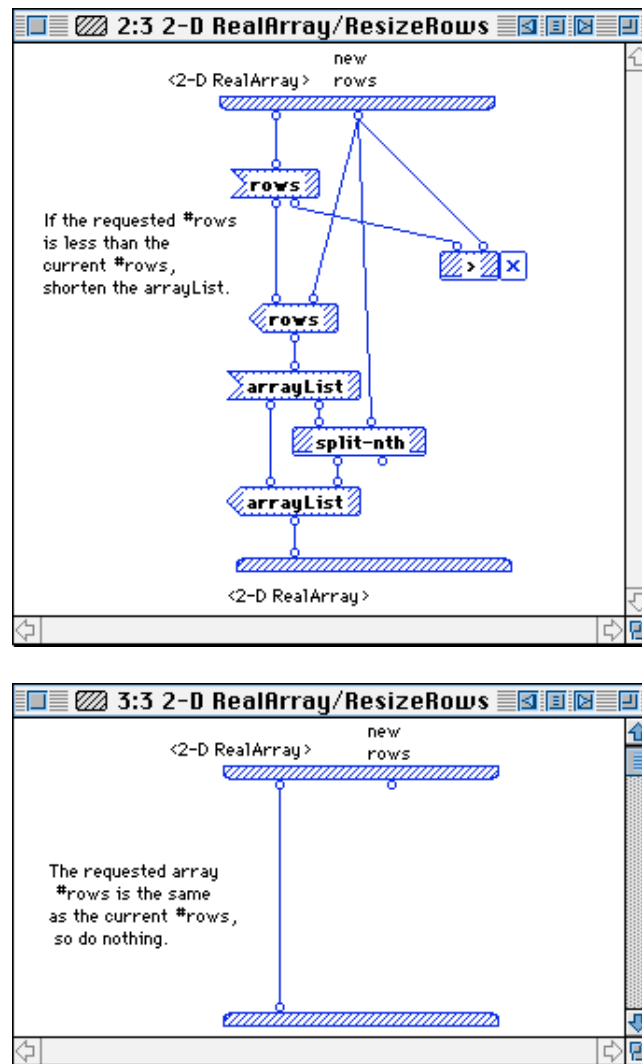 2:3 2-D RealArray/ResizeRows
new
<2-D RealArray> rows
rows
If the requested #rows
is less than the
current #rows,
shorten the arrayList.
>
rows
arrayList
split-nth
arrayList
<2-D RealArray>
3:3 2-D RealArray/ResizeRows
new
<2-D RealArray> rows
The requested array
#rows is the same
as the current #rows,
so do nothing.